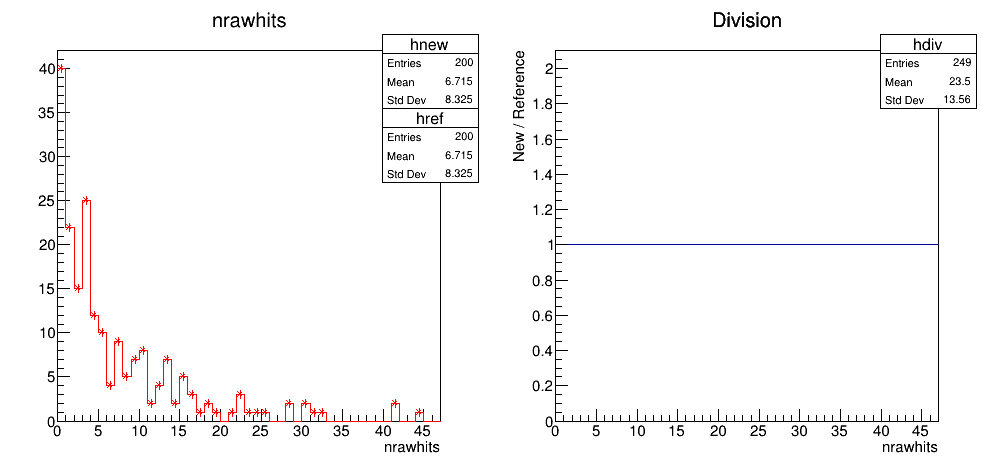 nrawhits
hnew
Entries 200
Mean 6.715
Std Dev 8.325
href
Entries 200
Mean 6.715
Std Dev 8.325
40
35
30
25
20
15
10
5
0
0 5 10 15 20 25 30 35 40 45
nrawhits
Division
hdiv
Entries 249
Mean 23.5
Std Dev 13.56
New / Reference
2
1.8
1.6
1.4
1.2
1
0.8
0.6
0.4
0.2
0
0 5 10 15 20 25 30 35 40 45
nrawhits